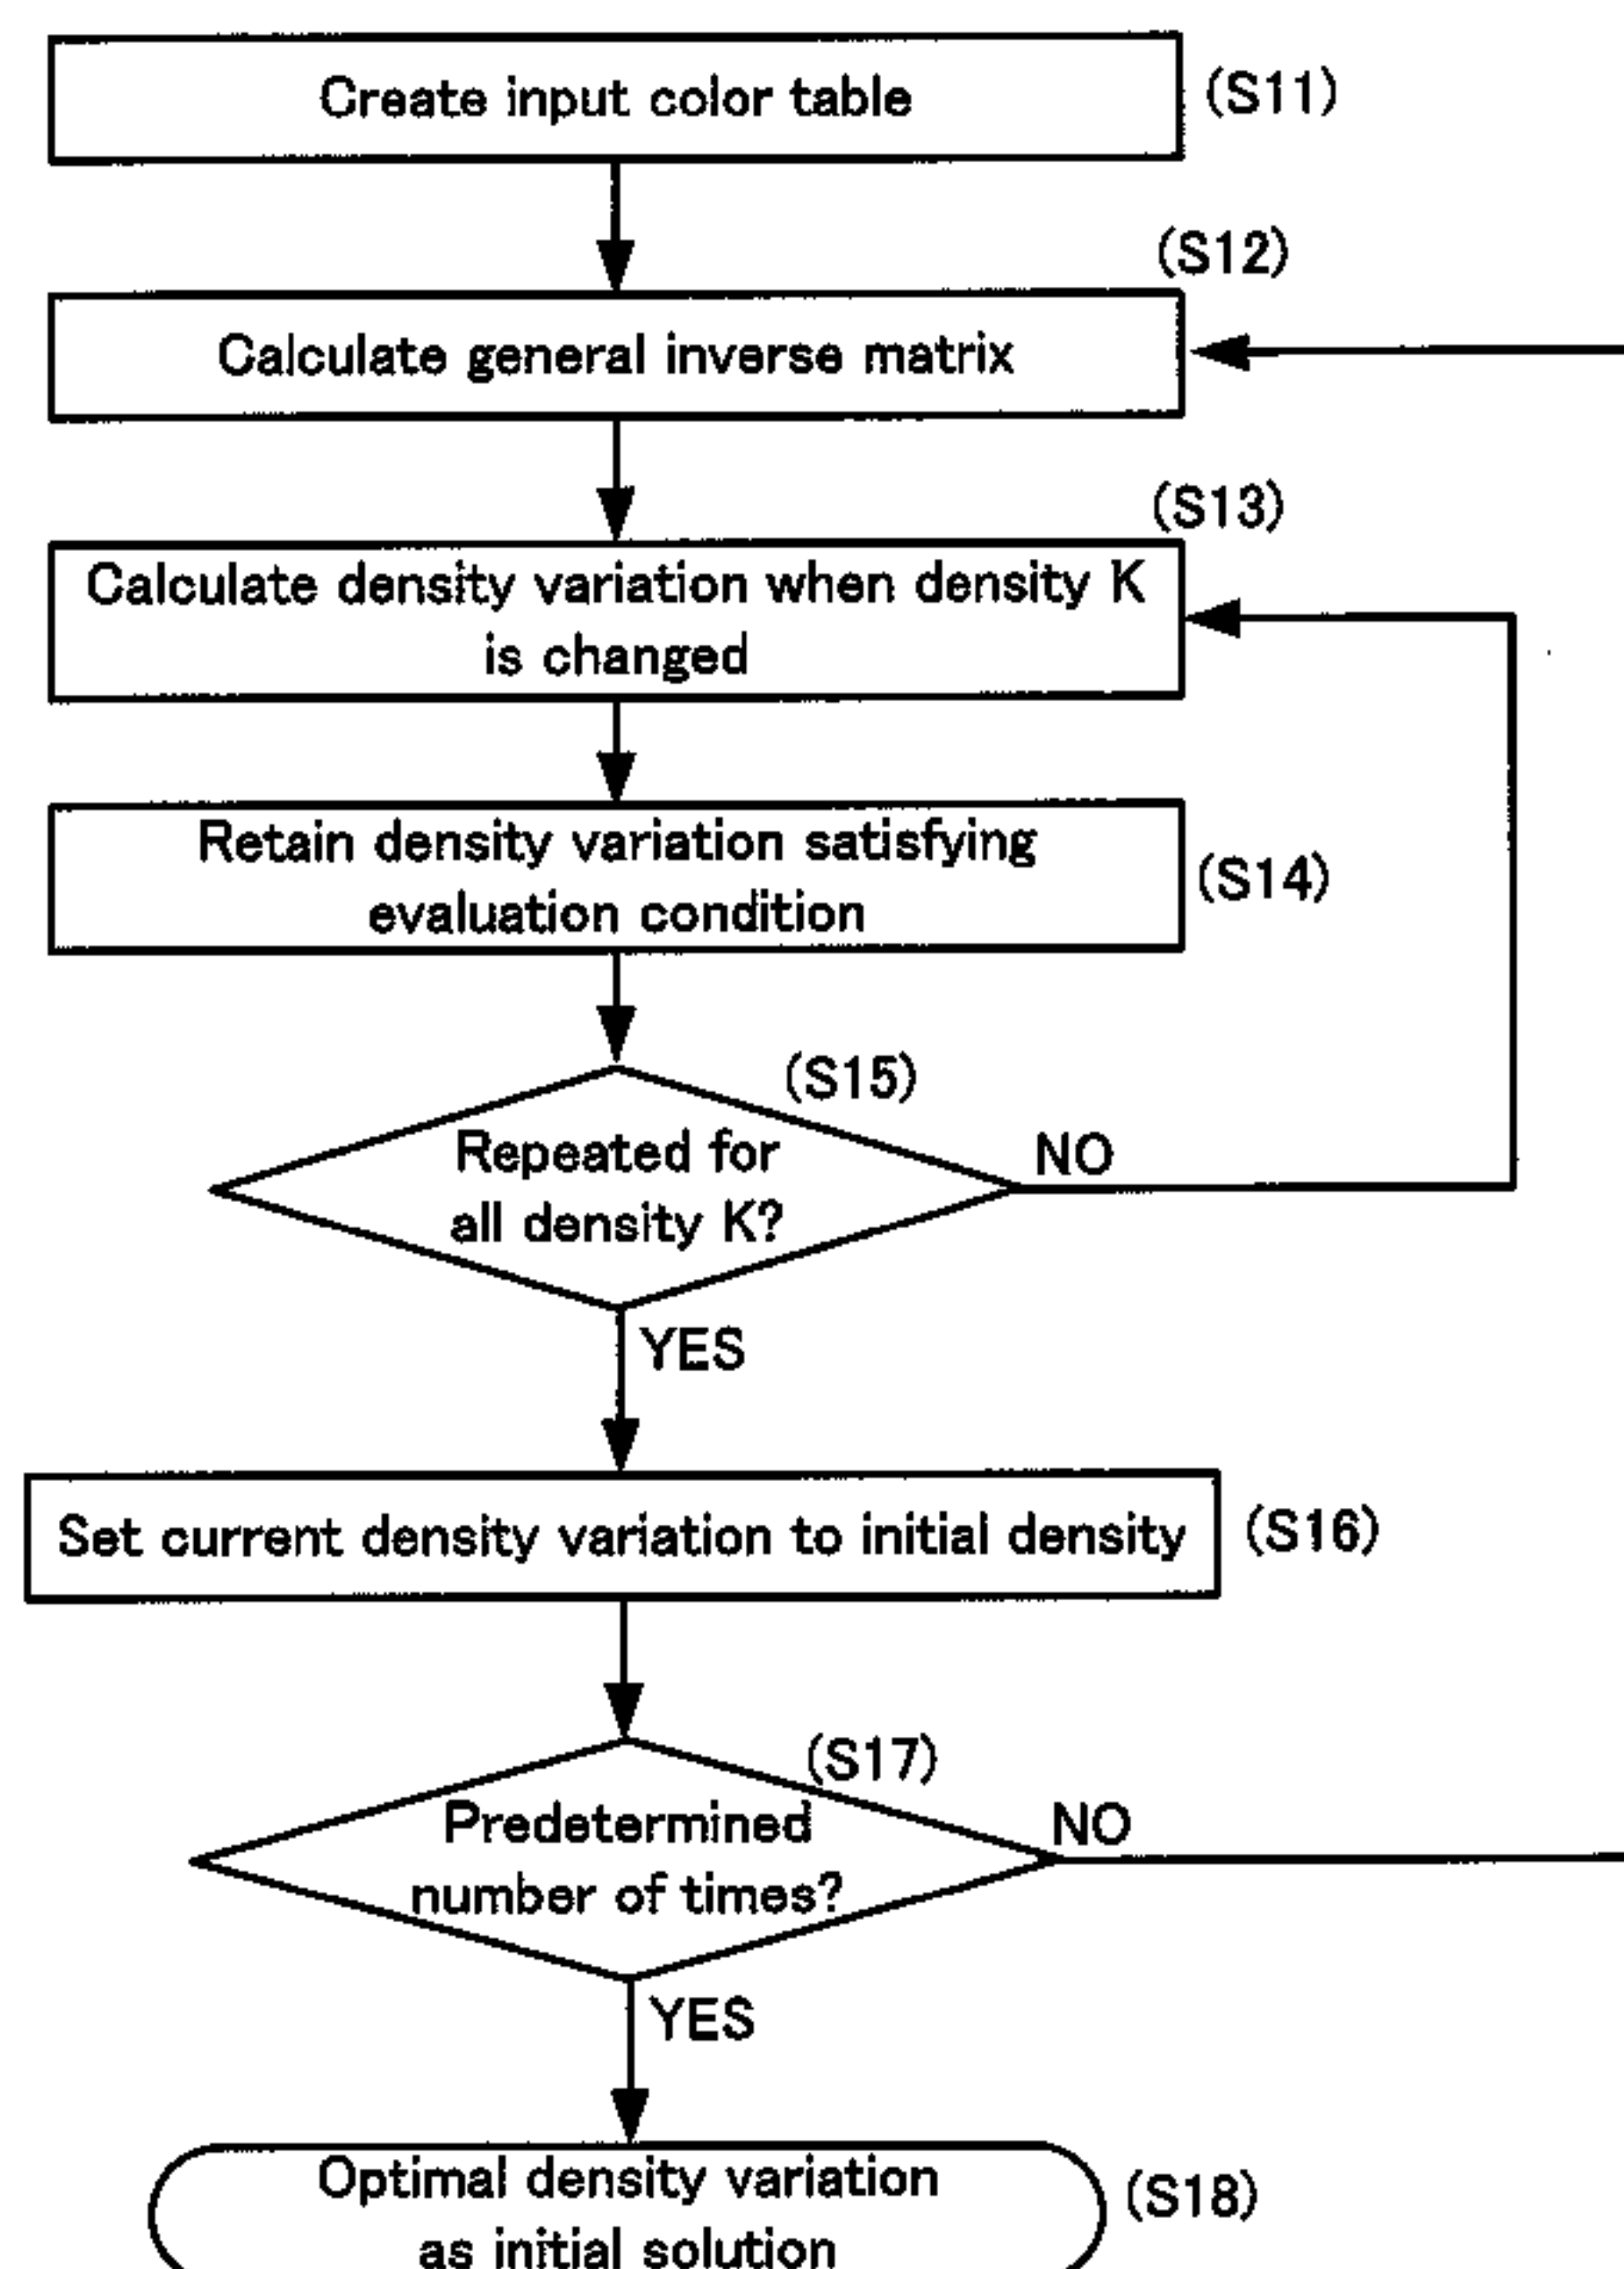 Create input color table
(S11)
(S12)
Calculate general inverse matrix
(S13)
Calculate density variation when density K
is changed
Retain density variation satisfying
evaluation condition
(S14)
(S15)
Repeated for
all density K?
NO
YES
Set current density variation to initial density
(S16)
(S17)
Predetermined
number of times?
NO
YES
Optimal density variation
as initial solution
(S18)